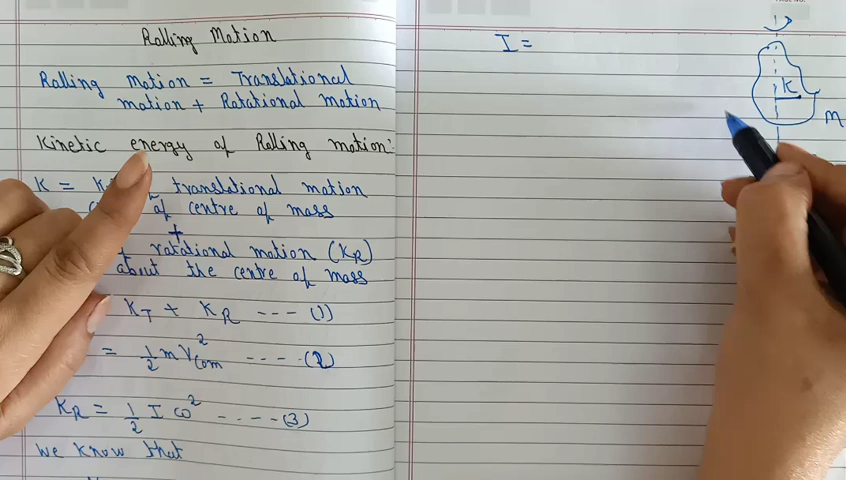 Rolling Motion
Rolling motion = Translational
motion + Rotational motion
Kinetic energy of Rolling motion:
K = translational motion
of centre of mass
+
rotational motion (KR)
about the centre of mass
KT + KR ---- (1)
= 1/2 m V²com ---- (2)
KR = 1/2 I ω² ----- (3)
we know that
I =
K
m